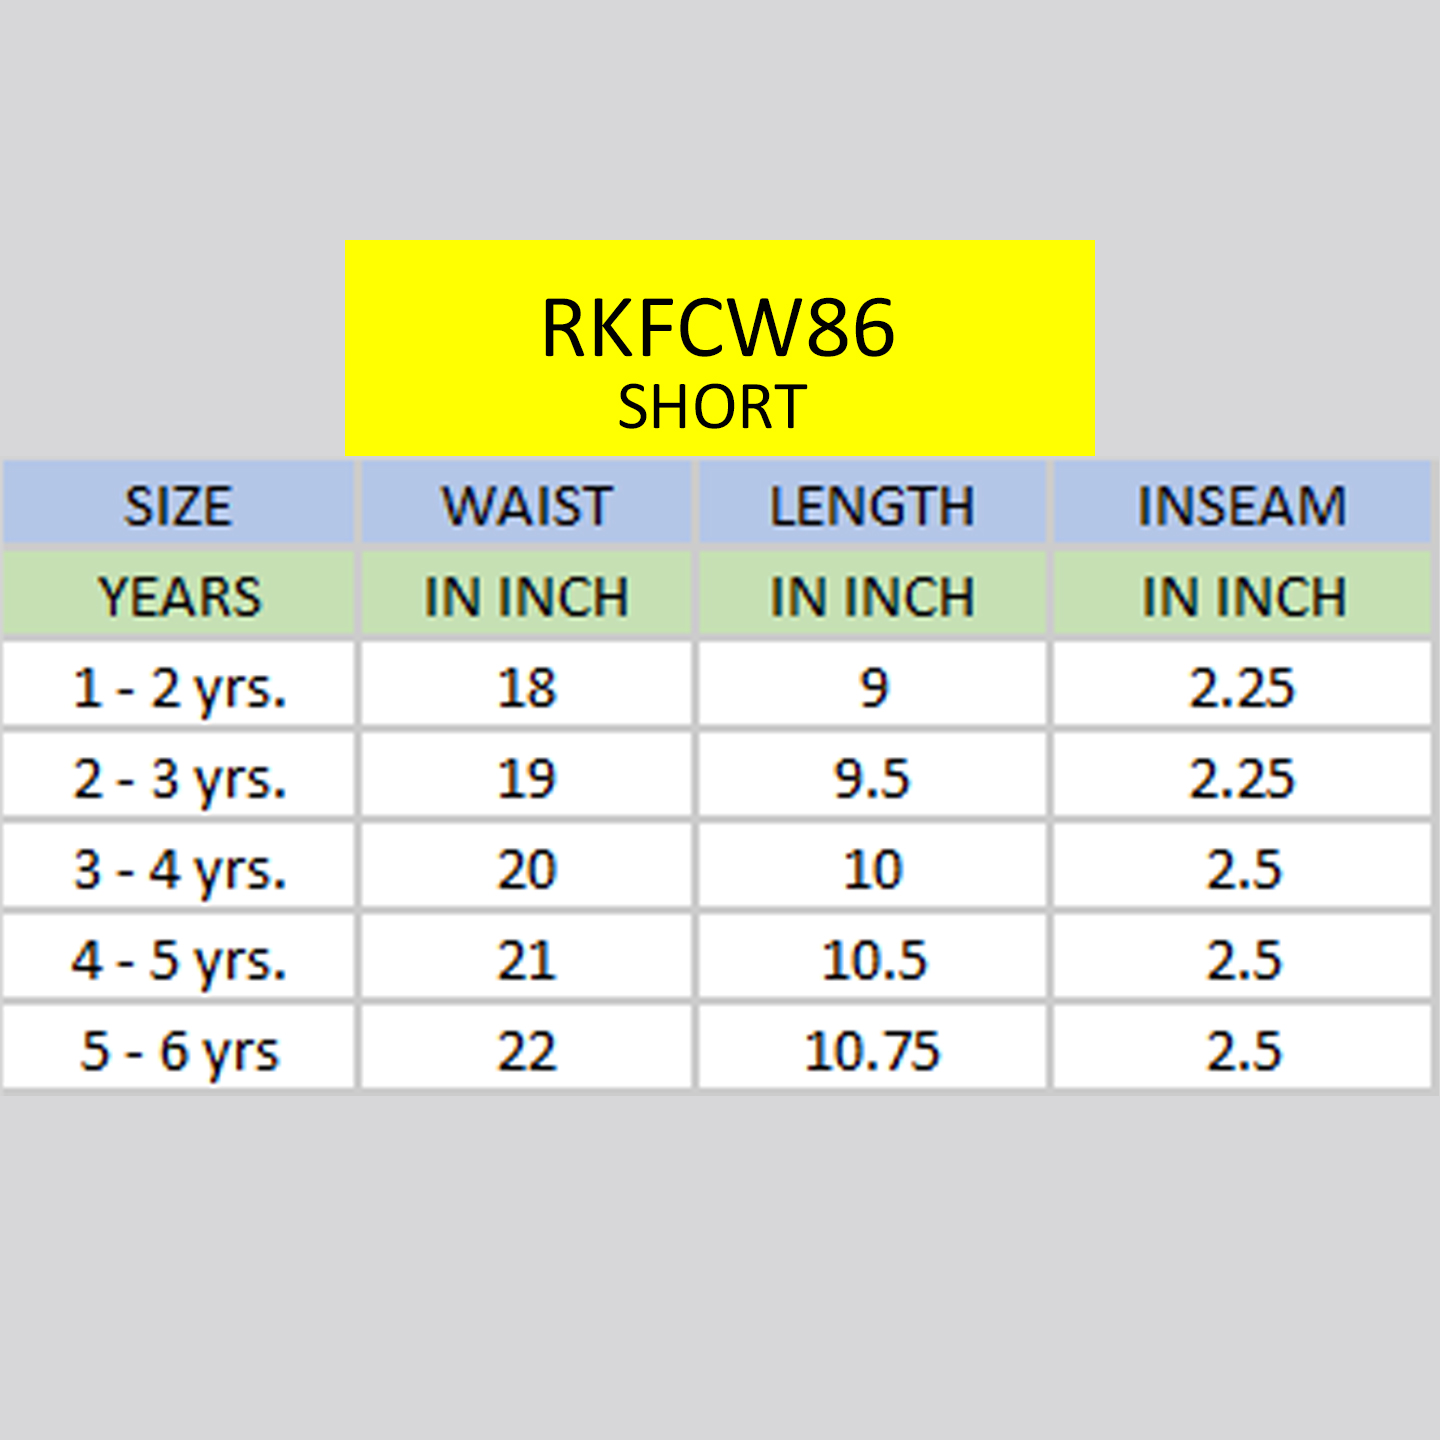 RKFCW86
SHORT
SIZE WAIST LENGTH INSEAM
YEARS IN INCH IN INCH IN INCH
1 - 2 yrs. 18 9 2.25
2 - 3 yrs. 19 9.5 2.25
3 - 4 yrs. 20 10 2.5
4 - 5 yrs. 21 10.5 2.5
5 - 6 yrs 22 10.75 2.5